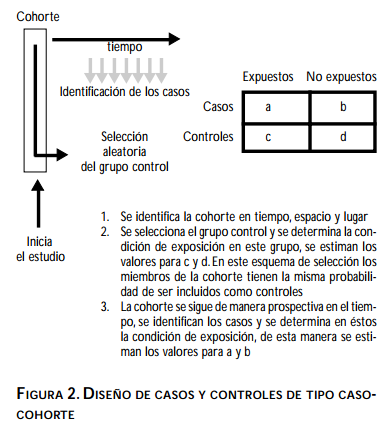 Cohorte
tiempo
Identificación de los casos
Selección
aleatoria
del grupo control
Inicia
el estudio
Expuestos No expuestos
Casos a b
Controles c d
1. Se identifica la cohorte en tiempo, espacio y lugar
2. Se selecciona el grupo control y se determina la con-
dición de exposición en este grupo, se estiman los
valores para c y d. En este esquema de selección los
miembros de la cohorte tienen la misma probabili-
dad de ser incluidos como controles
3. La cohorte se sigue de manera prospectiva en el tiem-
po, se identifican los casos y se determina en éstos
la condición de exposición, de esta manera se esti-
man los valores para a y b
FIGURA 2. DISEÑO DE CASOS Y CONTROLES DE TIPO CASO-
COHORTE